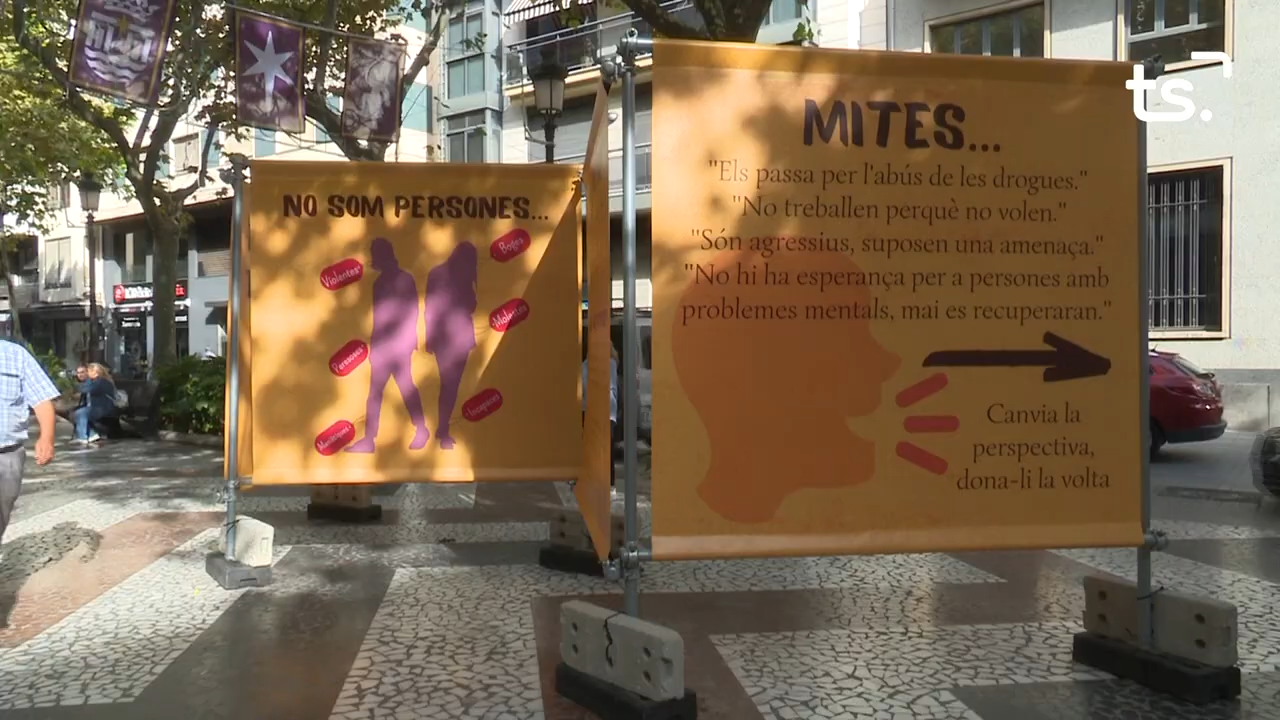 ts.
MITES...
"Els passa per l'abús de les drogues."
"No treballen perquè no volen."
"Són agressius, suposen una amenaça."
"No hi ha esperança per a persones amb
problemes mentals, mai es recuperaran."
Canvia la
perspectiva,
dona-li la volta
NO SOM PERSONES...
Violentes
Boges
Malaltes
Peresoses
Incapaces